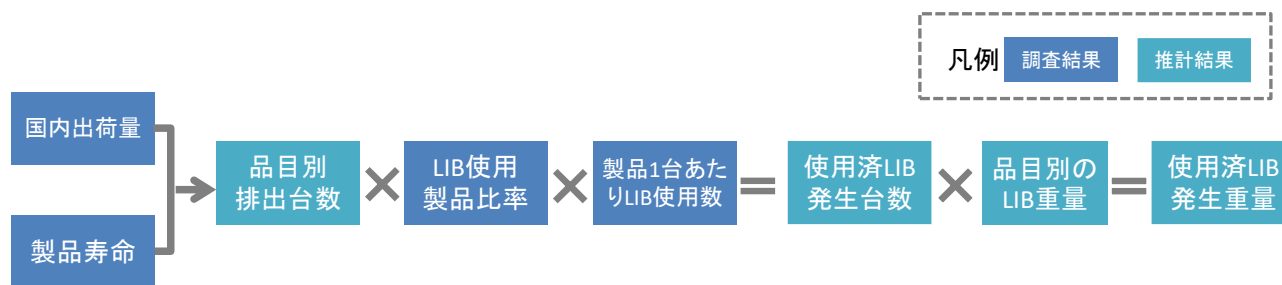 凡例
調査結果
推計結果
国内出荷量
製品寿命
品目別
排出台数
×
LIB使用
製品比率
×
製品1台あた
りLIB使用数
=
使用済LIB
発生台数
×
品目別の
LIB重量
=
使用済LIB
発生重量